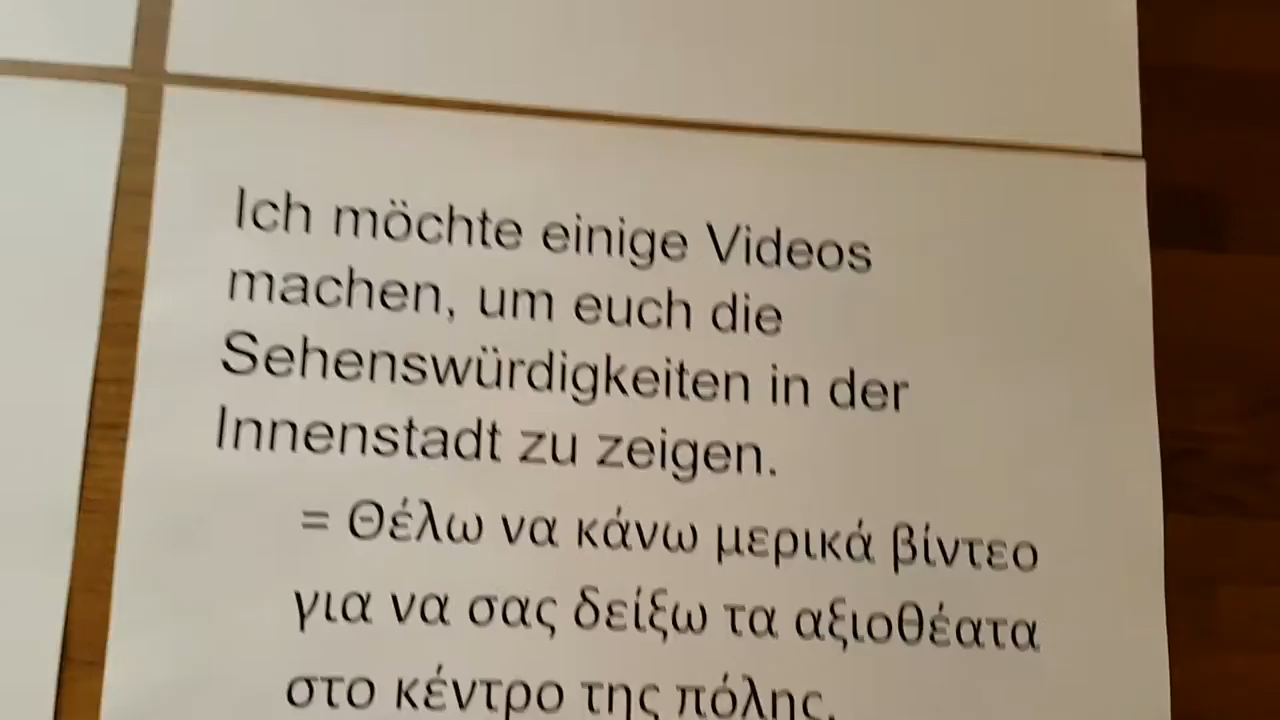 Ich möchte einige Videos
machen, um euch die
Sehenswürdigkeiten in der
Innenstadt zu zeigen.
= Θέλω να κάνω μερικά βίντεο
για να σας δείξω τα αξιοθέατα
στο κέντρο της πόλης.